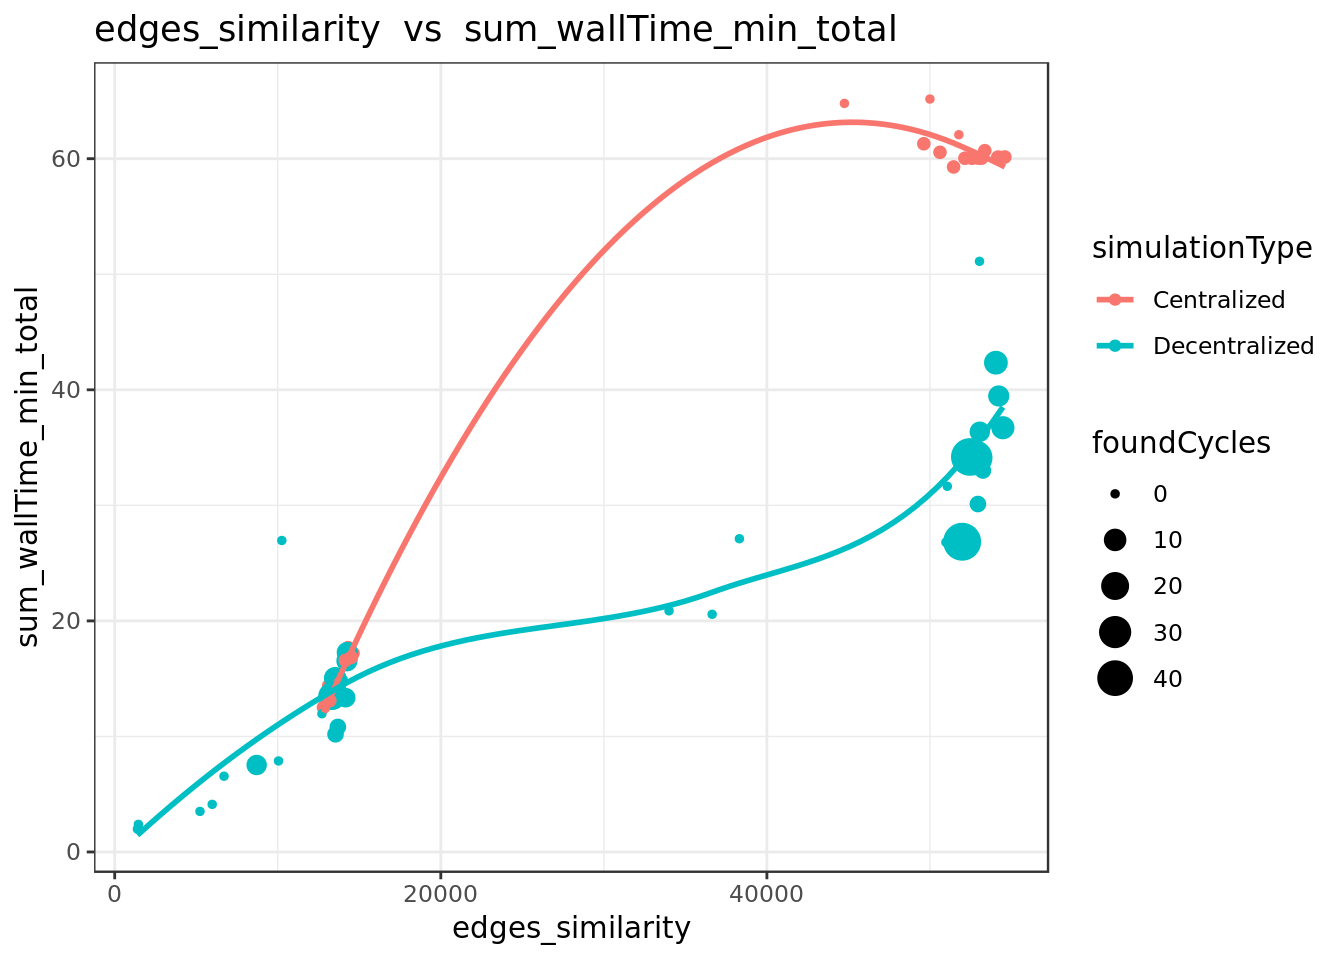 edges_similarity vs sum_wallTime_min_total
sum_wallTime_min_total
60
40
20
0
0
20000
40000
edges_similarity
simulationType
Centralized
Decentralized
foundCycles
0
10
20
30
40